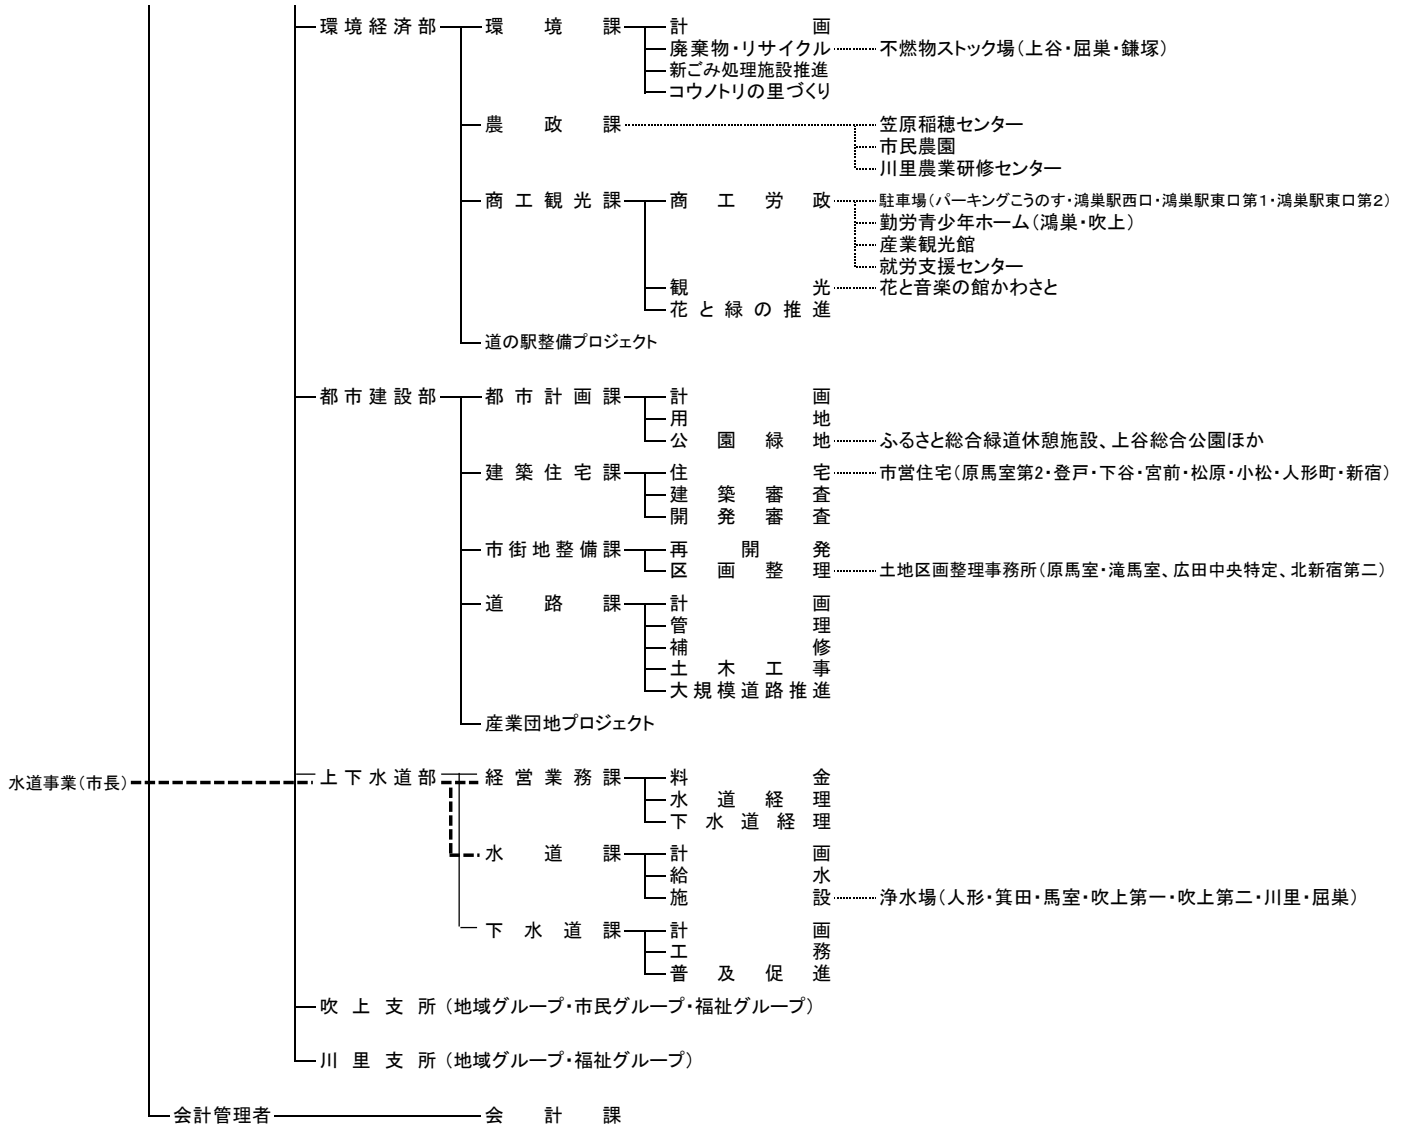 環境経済部 環境課 計画
廃棄物・リサイクル 不燃物ストック場(上谷・屈巣・鎌塚)
新ごみ処理施設推進
コウノトリの里づくり
農政課 笠原稲穂センター
市民農園
川里農業研修センター
商工観光課 商工労政 駐車場(パーキングこうのす・鴻巣駅西口・鴻巣駅東口第1・鴻巣駅東口第2)
勤労青少年ホーム(鴻巣・吹上)
産業観光館
就労支援センター
観光 花と音楽の館かわさと
花と緑の推進
道の駅整備プロジェクト
都市建設部 都市計画課 計画
用地
公園緑地 ふるさと総合緑道休憩施設、上谷総合公園ほか
建築住宅課 住宅 市営住宅(原馬室第2・登戸・下谷・宮前・松原・小松・人形町・新宿)
建築審査
開発審査
市街地整備課 再開発
区画整理 土地区画整理事務所(原馬室・滝馬室、広田中央特定、北新宿第二)
道路課 計画
管理
補修
土木工事
大規模道路推進
産業団地プロジェクト
水道事業(市長) 上下水道部 経営業務課 料金
水道経理
下水道経理
水道課 計画
給水
施設 浄水場(人形・箕田・馬室・吹上第一・吹上第二・川里・屈巣)
下水道課 計画
工務
普及促進
吹上支所 (地域グループ・市民グループ・福祉グループ)
川里支所 (地域グループ・福祉グループ)
会計管理者 会計課